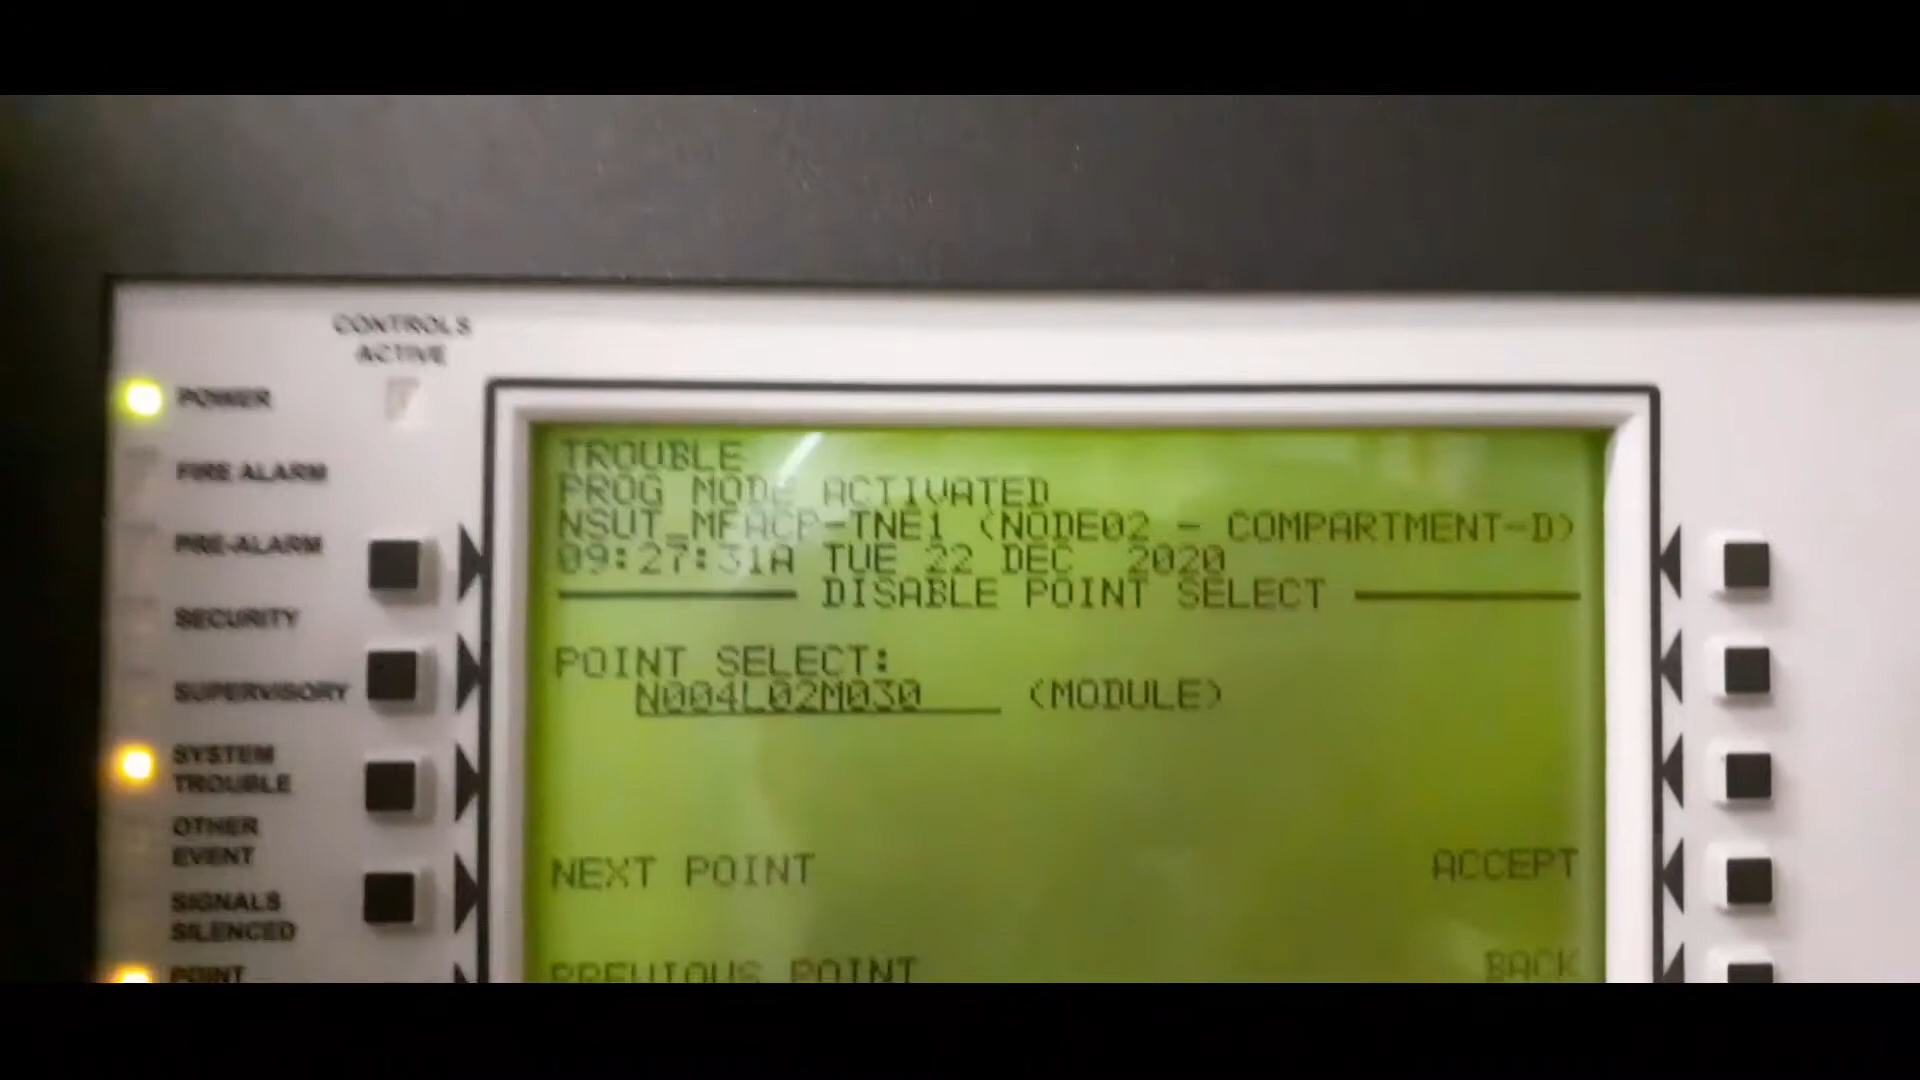 CONTROLS
ACTIVE
POWER
FIRE ALARM
PRE-ALARM
SECURITY
SUPERVISORY
SYSTEM
TROUBLE
OTHER
EVENT
SIGNALS
SILENCED
POINT
TROUBLE
PROG MODE ACTIVATED
NSUT_MFACP-TNE1 (NODE02 - COMPARTMENT-D)
09:27:31A TUE 22 DEC 2020
DISABLE POINT SELECT
POINT SELECT:
N004L02M030 (MODULE)
NEXT POINT
ACCEPT
PREVIOUS POINT
BACK